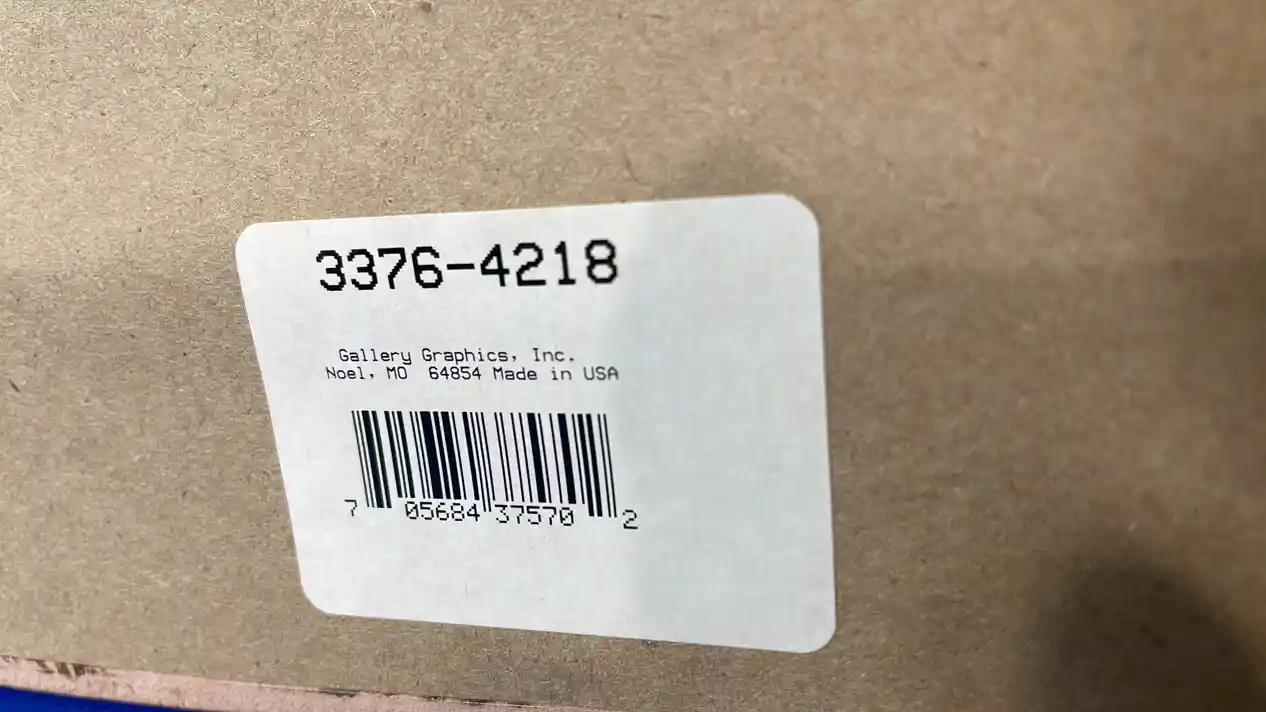 3376-4218
Gallery Graphics, Inc.
Noel, MO 64854 Made in USA
7 05684 37570 2